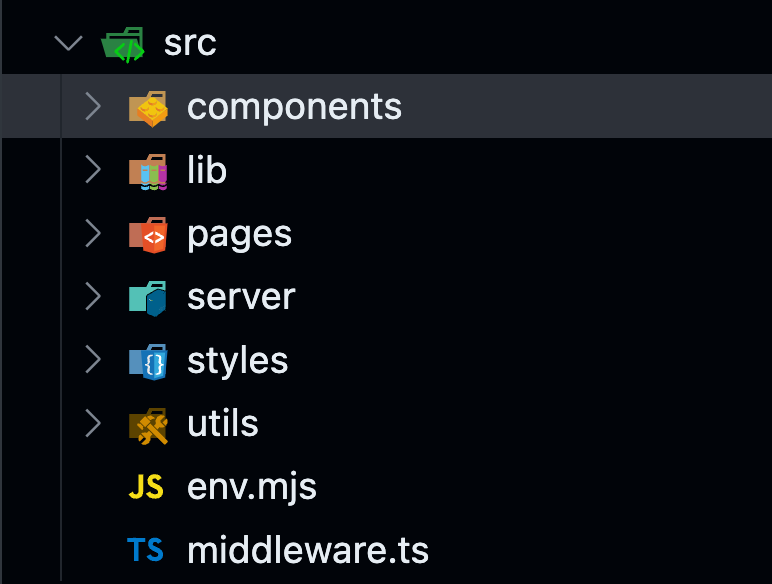 src
components
lib
pages
server
styles
utils
JS env.mjs
TS middleware.ts